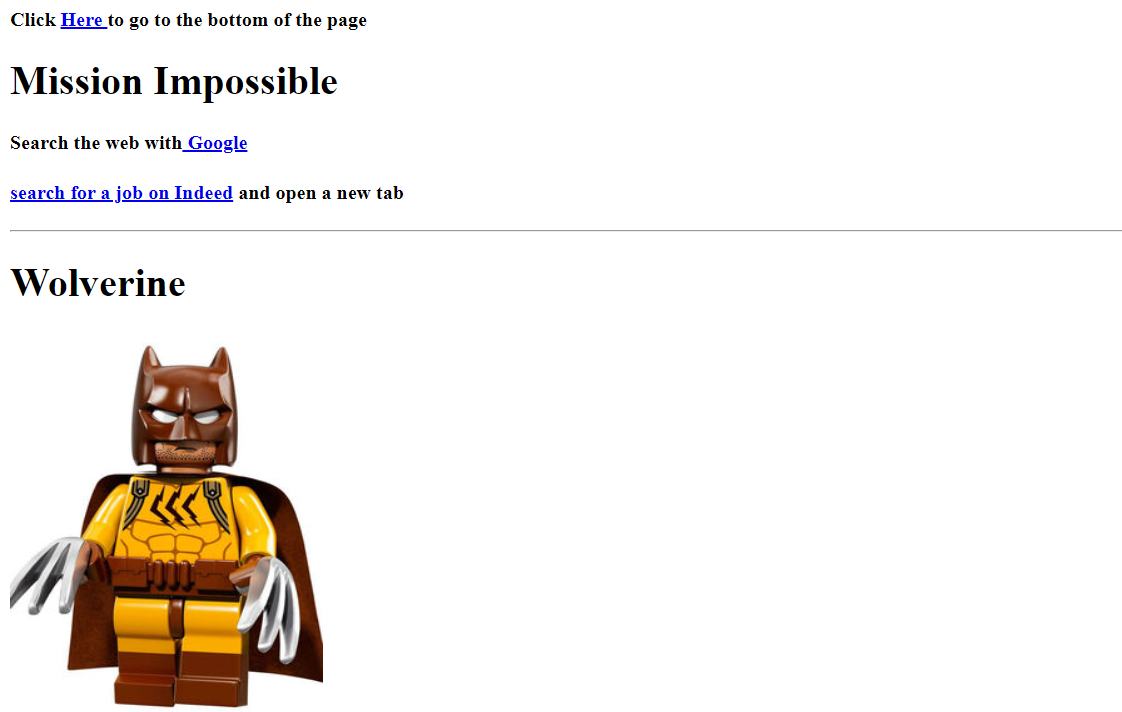 Click Here to go to the bottom of the page
Mission Impossible
Search the web with Google
search for a job on Indeed and open a new tab
Wolverine